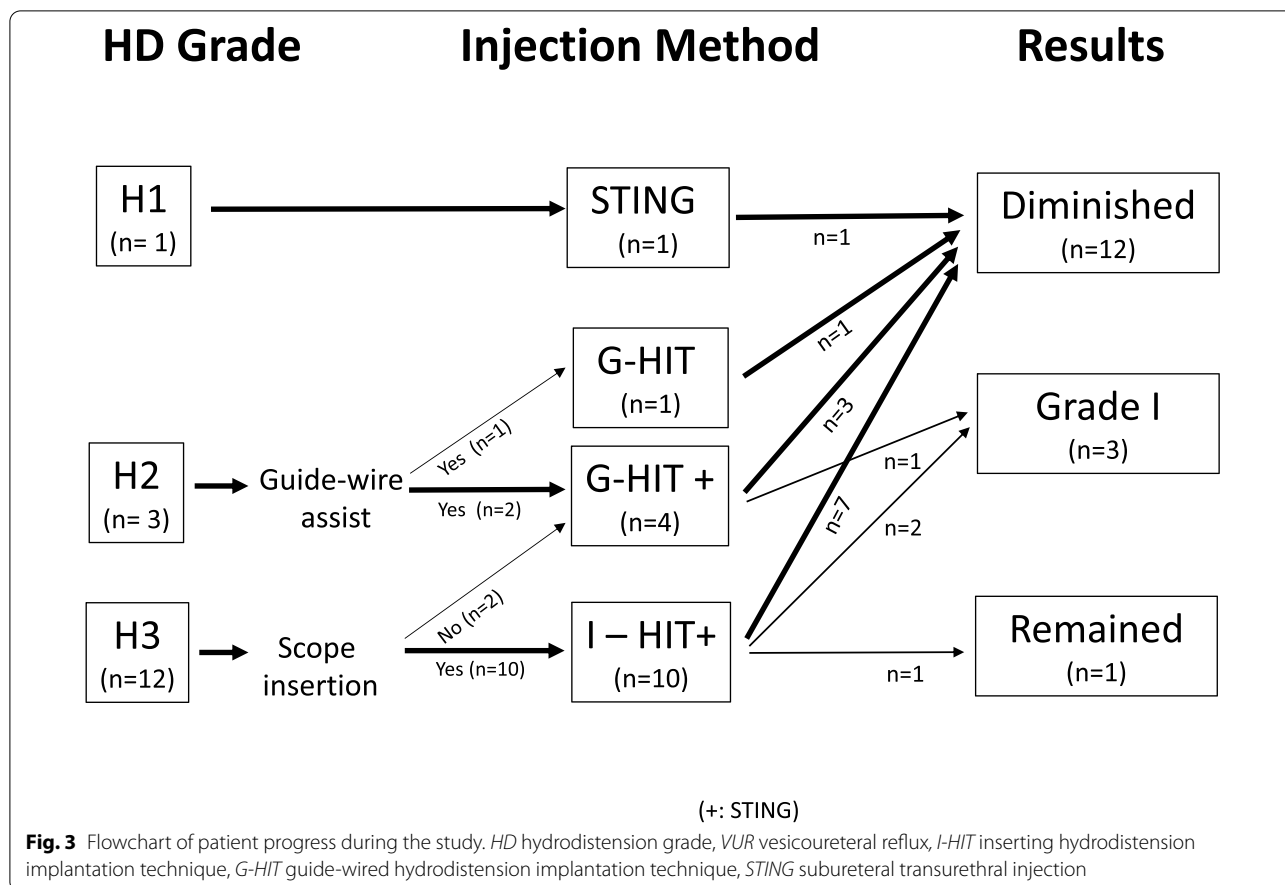 HD Grade
Injection Method
Results
H1
(n= 1)
STING
(n=1)
n=1
Diminished
(n=12)
G-HIT
(n=1)
n=1
Grade I
(n=3)
H2
(n= 3)
Guide-wire
assist
Yes (n=1)
Yes (n=2)
G-HIT +
(n=4)
n=3
n=1
H3
(n=12)
Scope
insertion
No (n=2)
Yes (n=10)
I – HIT+
(n=10)
n=7
n=2
n=1
Remained
(n=1)
(+: STING)
Fig. 3 Flowchart of patient progress during the study. HD hydrodistension grade, VUR vesicoureteral reflux, I-HIT inserting hydrodistension
implantation technique, G-HIT guide-wired hydrodistension implantation technique, STING subureteral transurethral injection